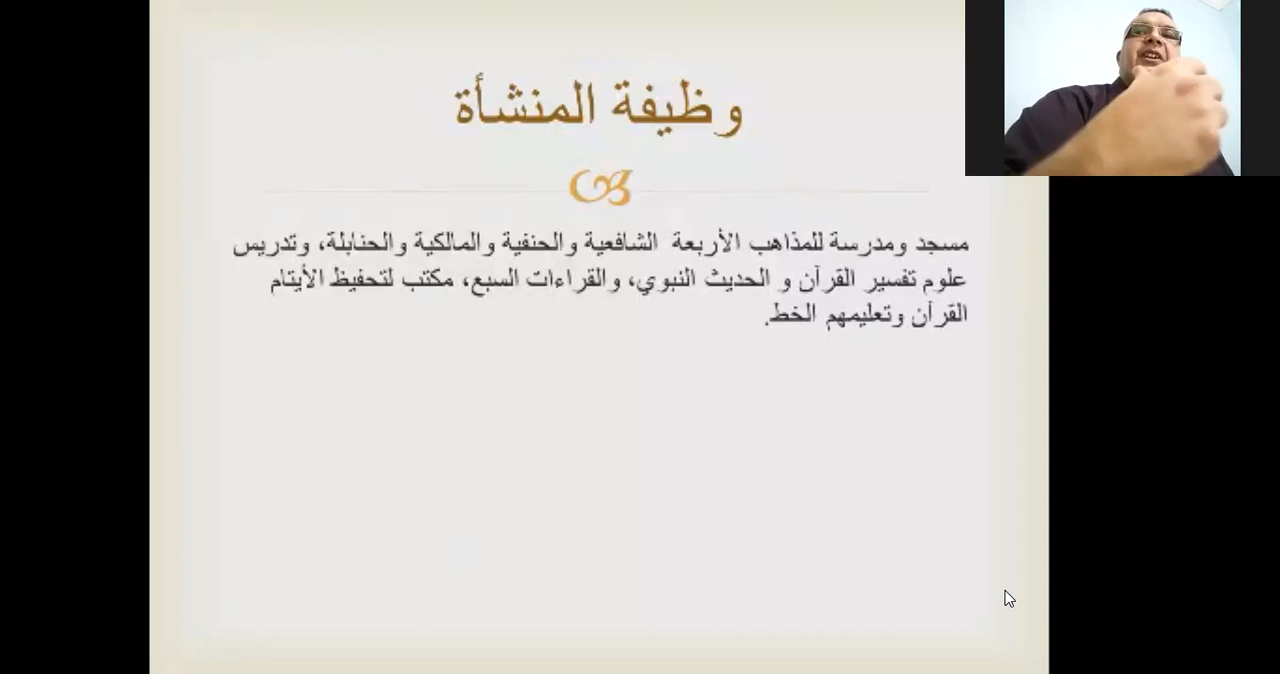 وظيفة المنشأة
مسجد ومدرسة للمذاهب الأربعة الشافعية والحنفية والمالكية والحنابلة، وتدريس
علوم تفسير القرآن و الحديث النبوي، والقراءات السبع، مكتب لتحفيظ الأيتام
القرآن وتعليمهم الخط.